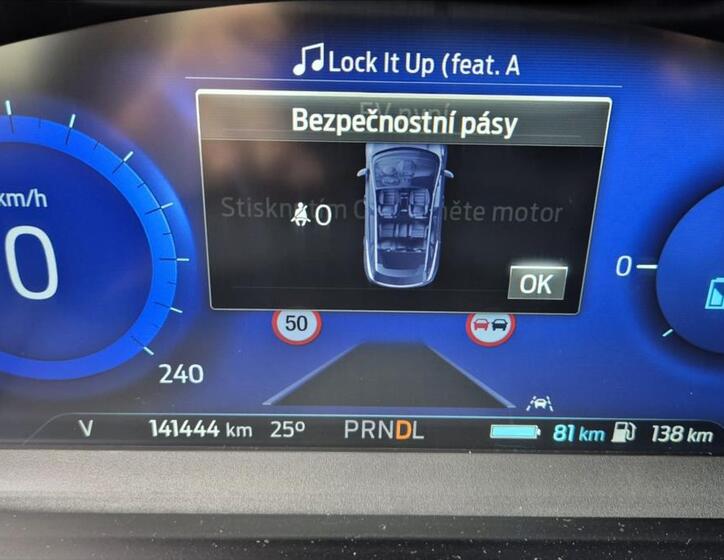 Lock It Up (feat. A
Bezpečnostní pásy
km/h
0
0
OK
0
50
240
V 141444 km 25° PRNDL 81 km 138 km